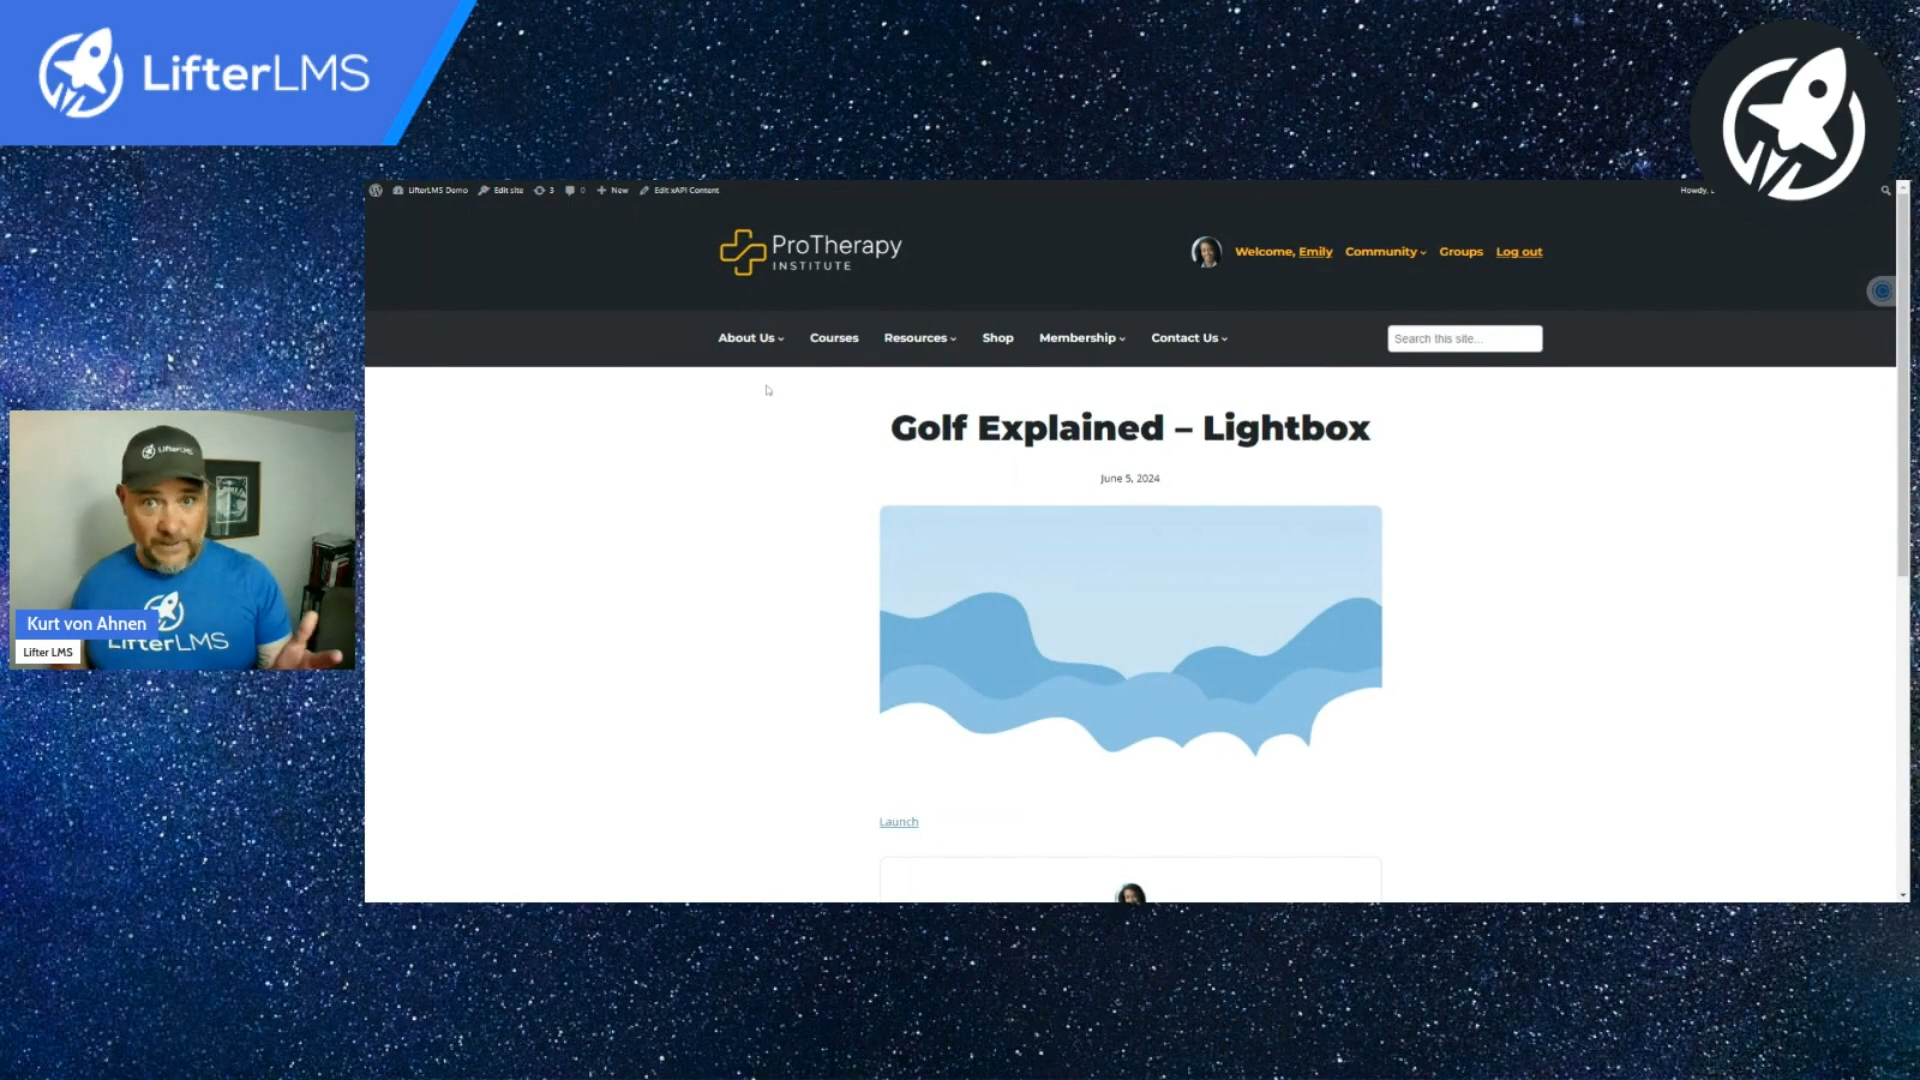 LifterLMS
LifterLMS Demo Edit site 3 0 New Edit xAPI Content
Howdy,
ProTherapy
INSTITUTE
Welcome, Emily Community Groups Log out
About Us Courses Resources Shop Membership Contact Us Search this site...
Golf Explained – Lightbox
June 5, 2024
LifterLMS
Kurt von Ahnen
LifterLMS
Lifter LMS
Launch